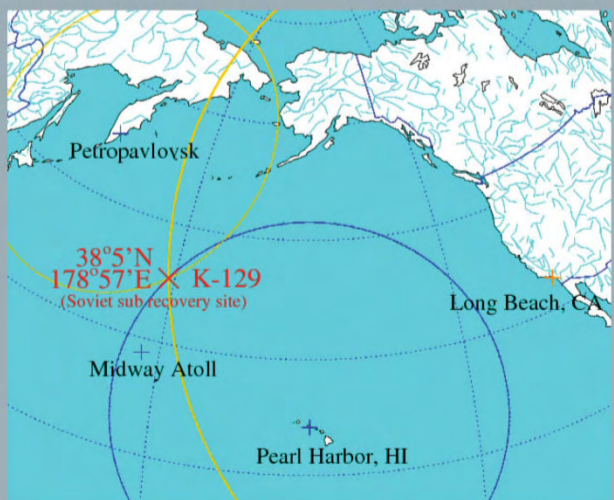 Petropavlovsk
38°5'N
178°57'E K-129
(Soviet sub recovery site)
Long Beach, CA
Midway Atoll
Pearl Harbor, HI